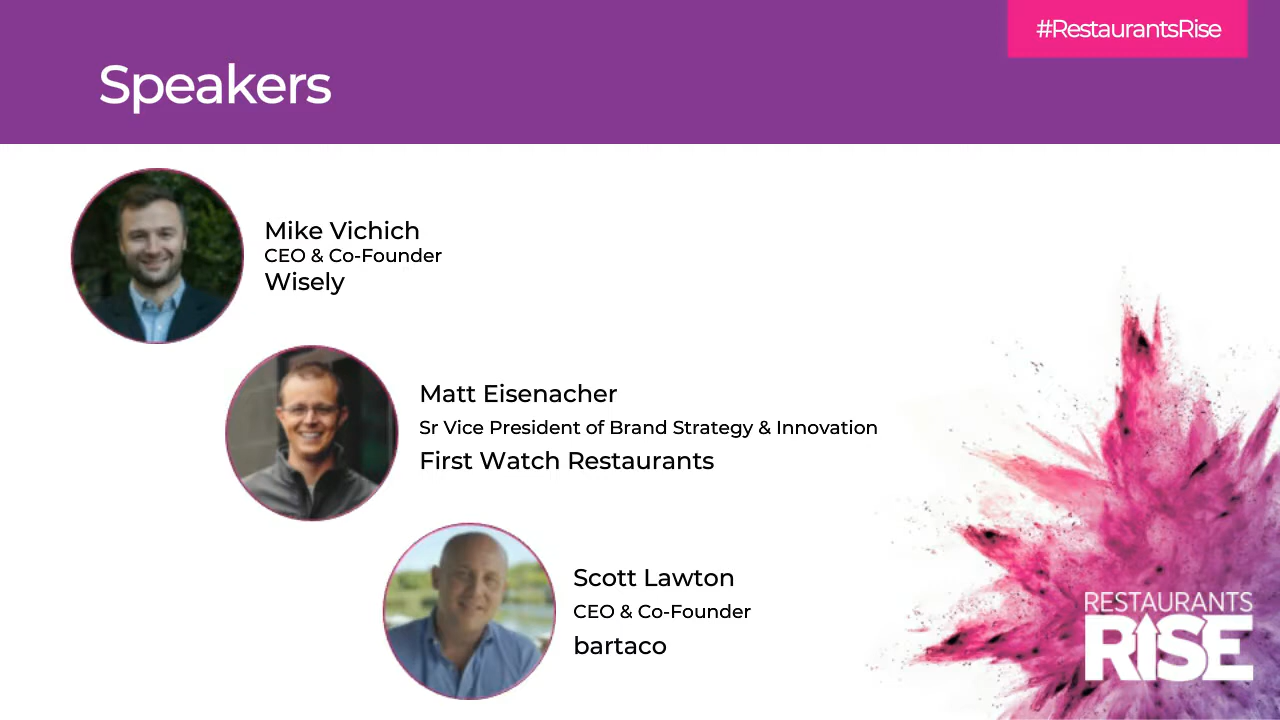 #RestaurantsRise
Speakers
Mike Vichich
CEO & Co-Founder
Wisely
Matt Eisenacher
Sr Vice President of Brand Strategy & Innovation
First Watch Restaurants
Scott Lawton
CEO & Co-Founder
bartaco
RESTAURANTS
RISE